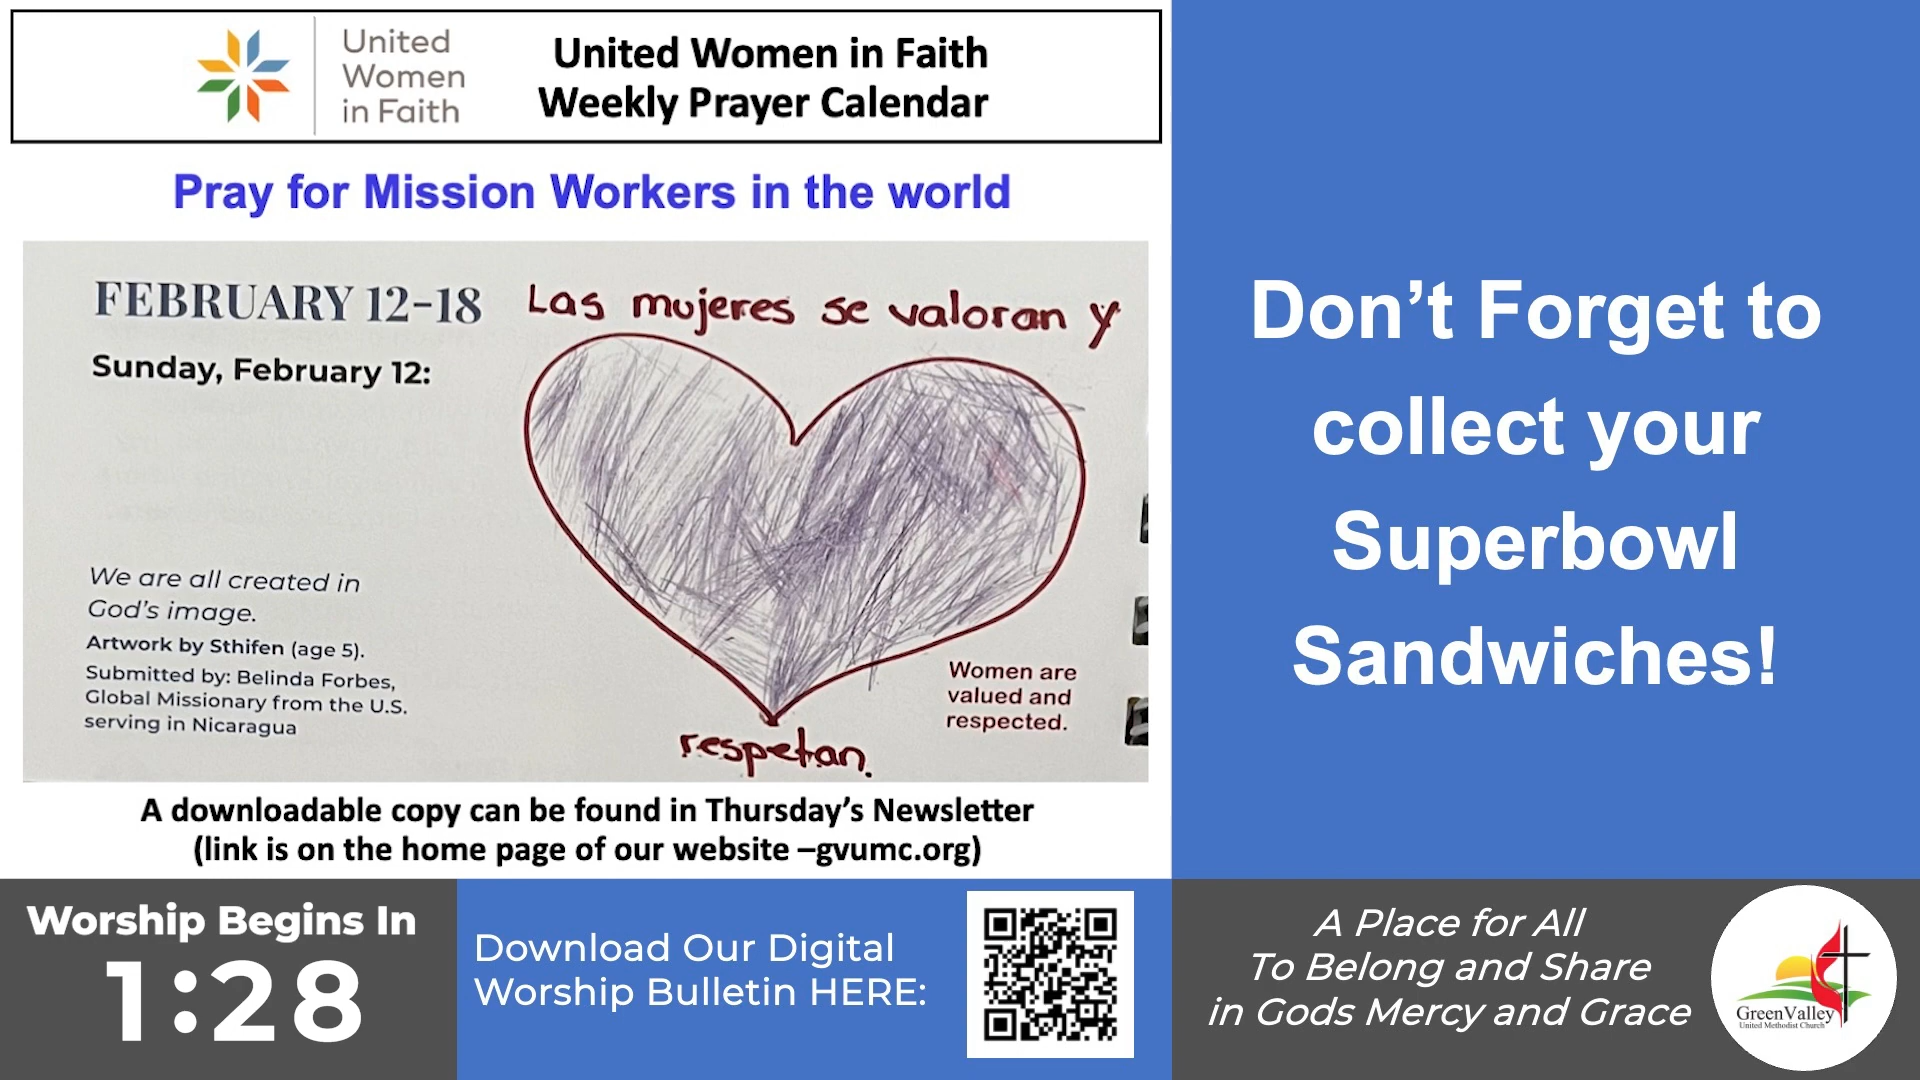 United
Women
in Faith
United Women in Faith
Weekly Prayer Calendar
Pray for Mission Workers in the world
FEBRUARY 12-18
Las mujeres se valoran y
Sunday, February 12:
We are all created in
God's image.
Artwork by Sthifen (age 5).
Submitted by: Belinda Forbes,
Global Missionary from the U.S.
serving in Nicaragua
Women are
valued and
respected.
respetan.
A downloadable copy can be found in Thursday's Newsletter
(link is on the home page of our website –gvumc.org)
Don't Forget to
collect your
Superbowl
Sandwiches!
Worship Begins In
1:28
Download Our Digital
Worship Bulletin HERE:
A Place for All
To Belong and Share
in Gods Mercy and Grace
GreenValley
United Methodist Church